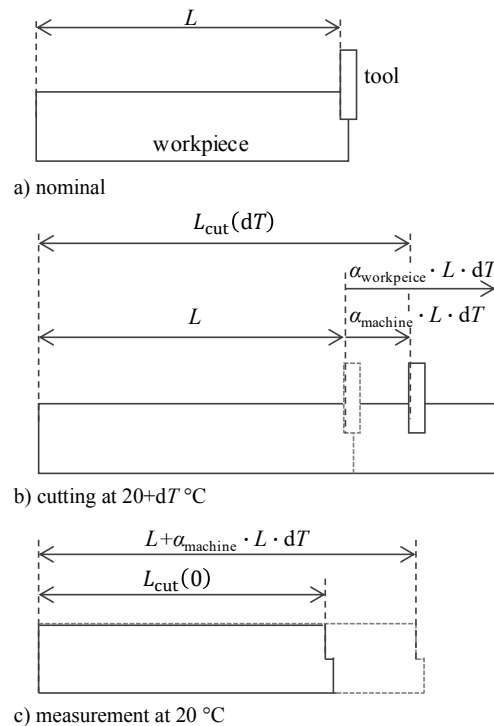 L
tool
workpiece
a) nominal
L_cut(dT)
α_workpeice · L · dT
L
α_machine · L · dT
b) cutting at 20+dT °C
L+α_machine · L · dT
L_cut(0)
c) measurement at 20 °C